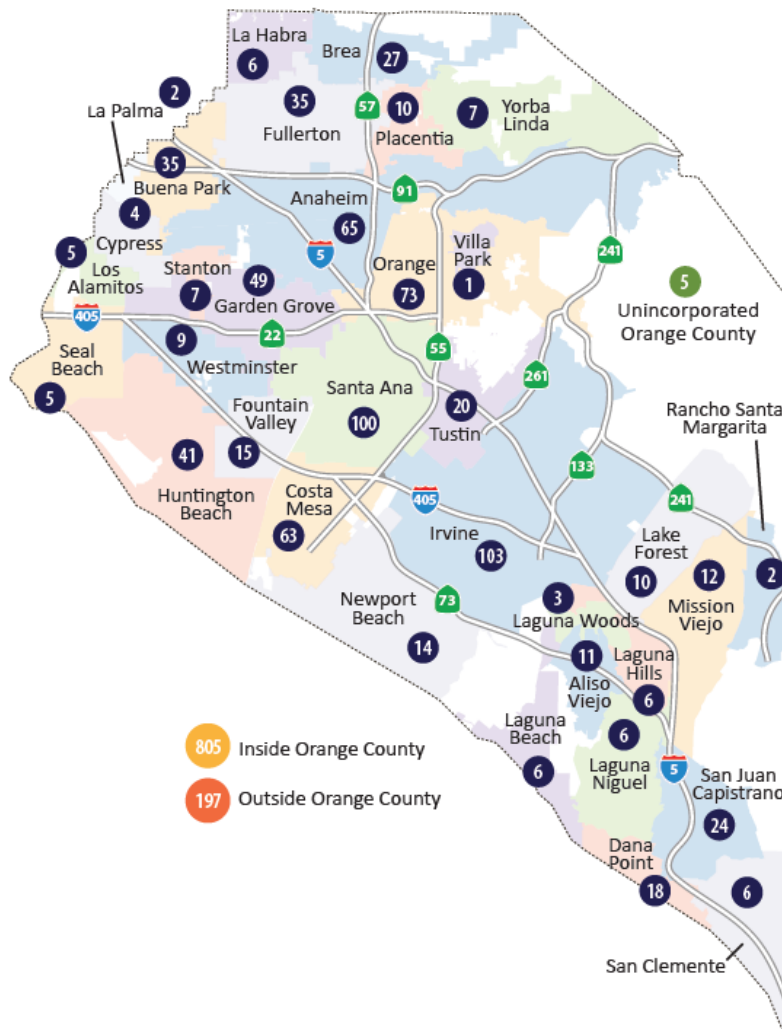 La Habra
6
Brea
27
2
La Palma
35
Fullerton
57
10
Placentia
7
Yorba
Linda
35
Buena Park
91
Anaheim
65
4
Cypress
5
Los
Alamitos
Stanton
7
49
Garden Grove
5
Orange
73
Villa
Park
1
241
5
Unincorporated
Orange County
405
Seal
Beach
5
9
Westminster
22
55
261
Santa Ana
100
20
Tustin
Fountain
Valley
15
41
Huntington
Beach
Costa
Mesa
63
405
Irvine
103
133
Rancho Santa
Margarita
241
2
Lake
Forest
10
12
Mission
Viejo
Newport
Beach
14
73
3
Laguna Woods
11
Aliso
Viejo
Laguna
Hills
6
Laguna
Beach
6
6
Laguna
Niguel
5
San Juan
Capistrano
24
Dana
Point
18
6
San Clemente
805 Inside Orange County
197 Outside Orange County